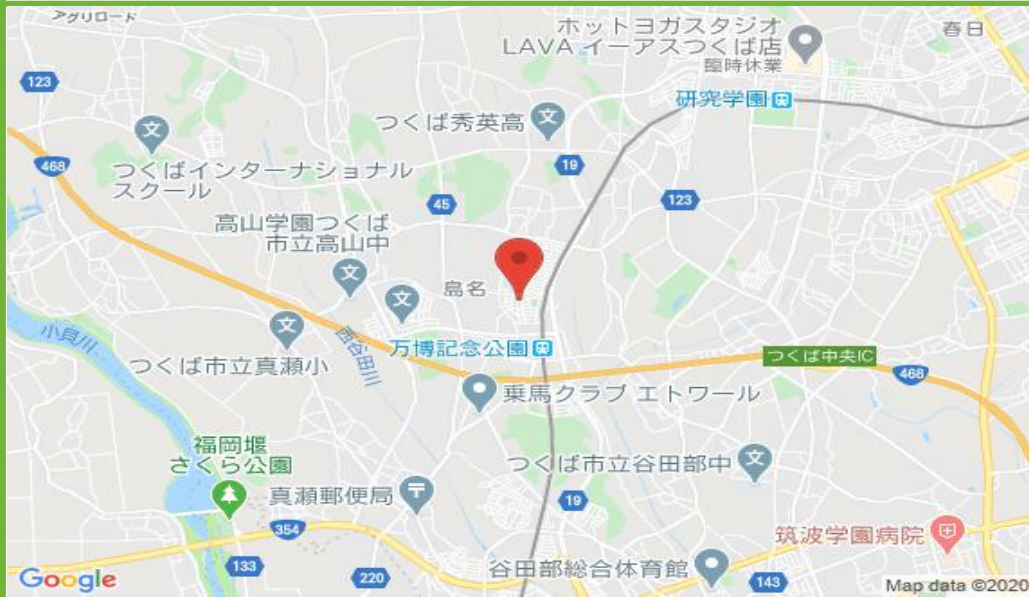 アグリロード
ホットヨガスタジオ
LAVA イーアスつくば店
臨時休業
春日
123
研究学園
つくば秀英高
468
19
つくばインターナショナル
スクール
45
123
高山学園つくば
市立高山中
島名
小貝川
西谷田川
万博記念公園
つくば中央IC
つくば市立真瀬小
468
乗馬クラブ エトワール
福岡堰
さくら公園
つくば市立谷田部中
真瀬郵便局
19
354
筑波学園病院
133
220
谷田部総合体育館
143
Google
Map data ©2020